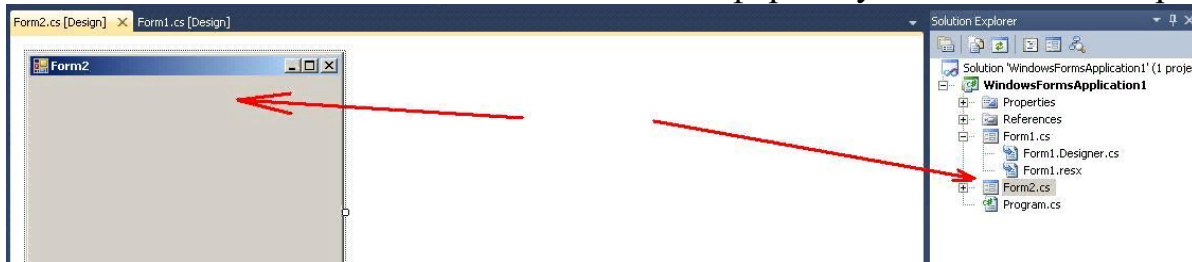 Form2.cs [Design] Form1.cs [Design]
Form2
Solution Explorer
Solution 'WindowsFormsApplication1' (1 proje
WindowsFormsApplication1
Properties
References
Form1.cs
Form1.Designer.cs
Form1.resx
Form2.cs
Program.cs